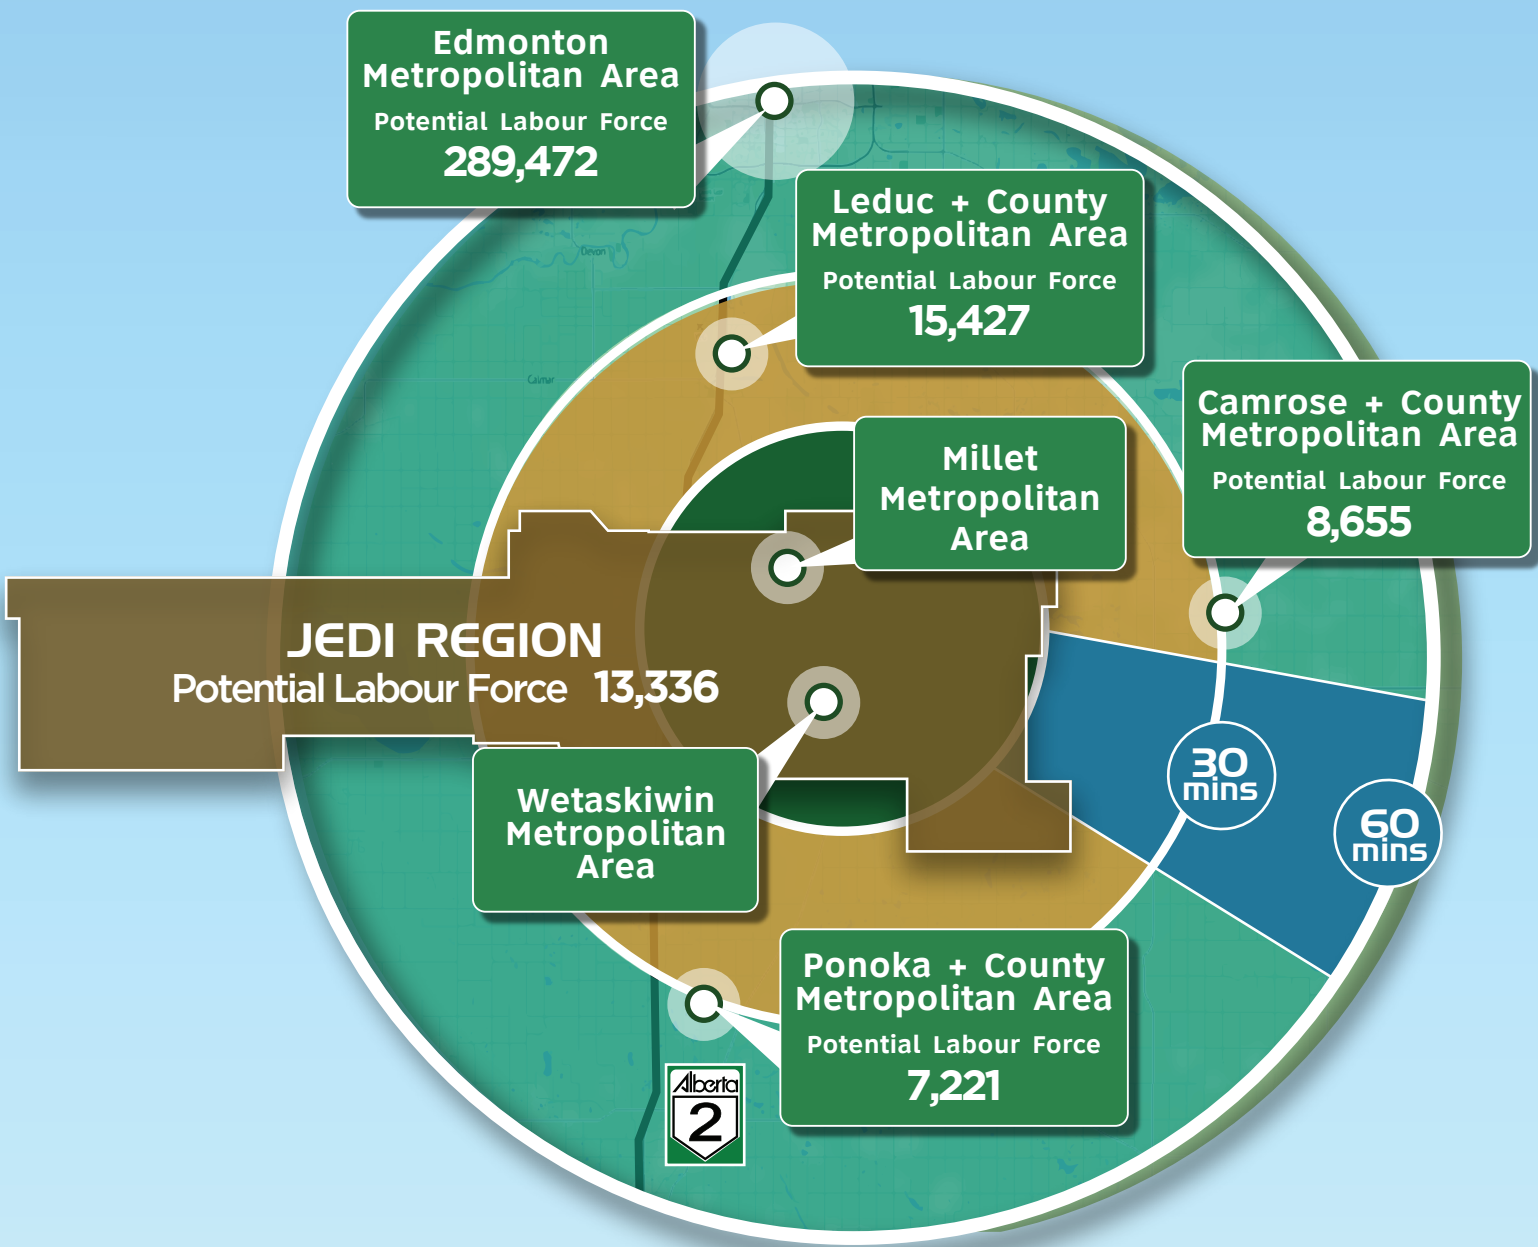 Edmonton
Metropolitan Area
Potential Labour Force
289,472
Leduc + County
Metropolitan Area
Potential Labour Force
15,427
Devon
Calmar
Camrose + County
Metropolitan Area
Potential Labour Force
8,655
Millet
Metropolitan
Area
JEDI REGION
Potential Labour Force 13,336
30
mins
60
mins
Wetaskiwin
Metropolitan
Area
Ponoka + County
Metropolitan Area
Potential Labour Force
7,221
Alberta
2